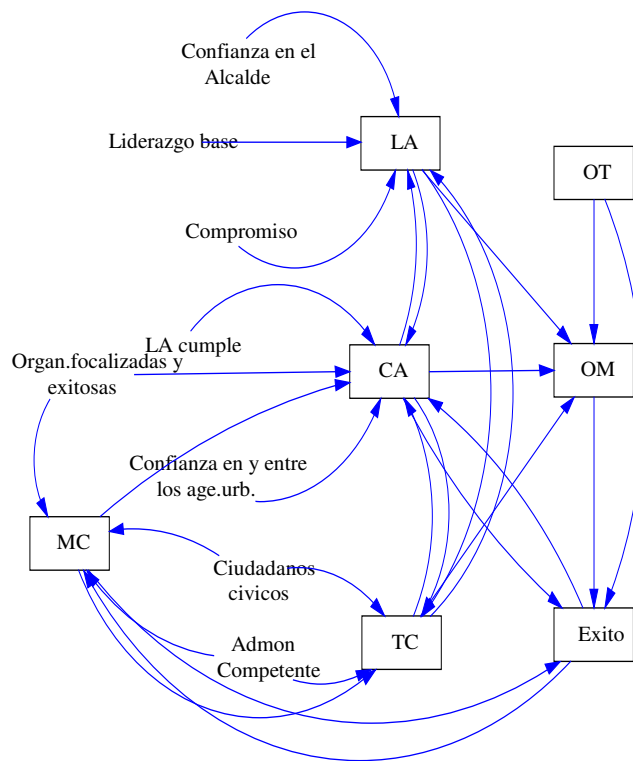 Confianza en el
Alcalde
Liderazgo base
LA
OT
Compromiso
LA cumple
Organ.focalizadas y
exitosas
CA
OM
Confianza en y entre
los age.urb.
MC
Ciudadanos
civicos
TC
Exito
Admon
Competente